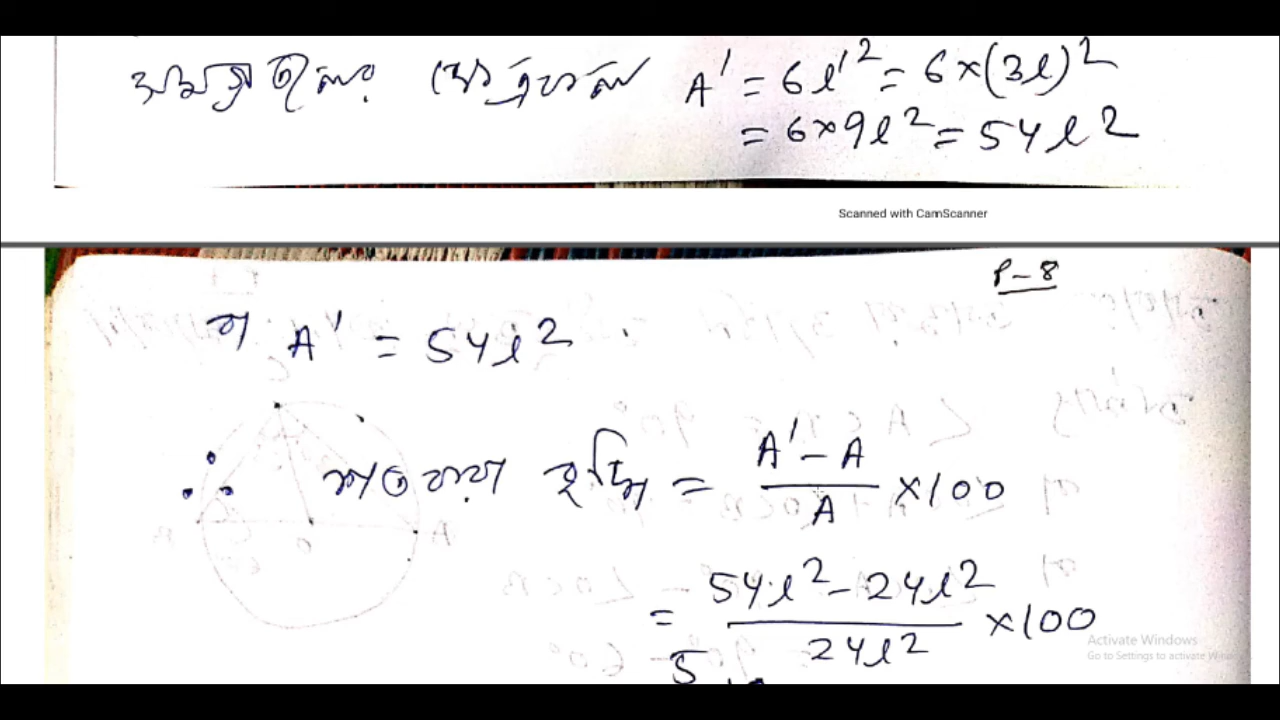 A' = 6l'² = 6×(3l)²
= 6×9l² = 54l²
Scanned with CamScanner
P-8
বা A' = 54l²
∴ শতকরা বৃদ্ধি = (A' - A)/A ×100
= (54l² - 24l²)/24l² ×100
5
Activate Windows
Go to Settings to activate Windows